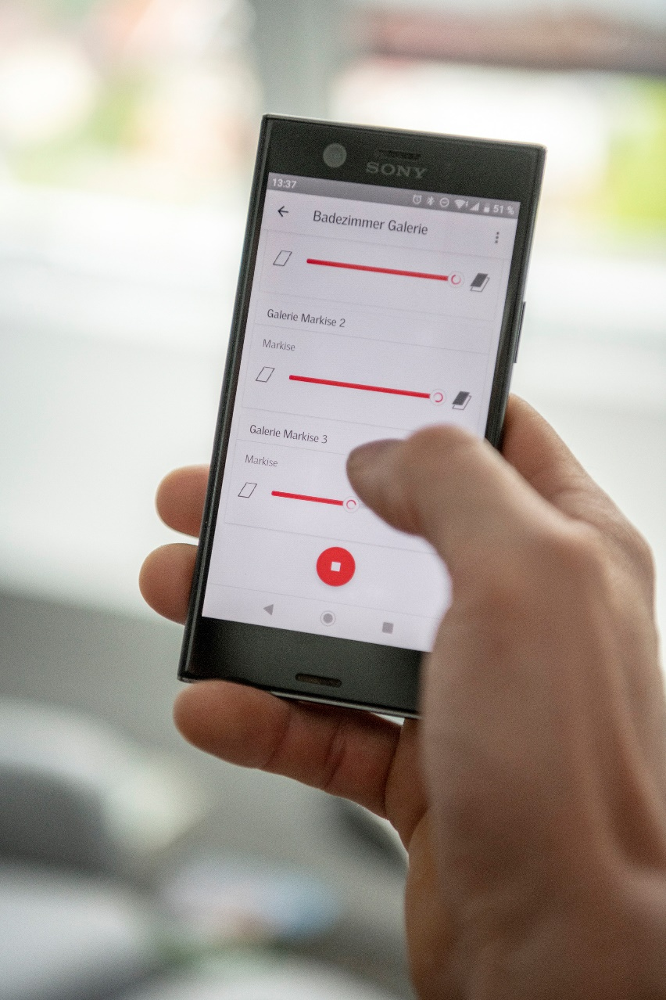 SONY
13:37
51 %
Badezimmer Galerie
Galerie Markise 2
Markise
Galerie Markise 3
Markise